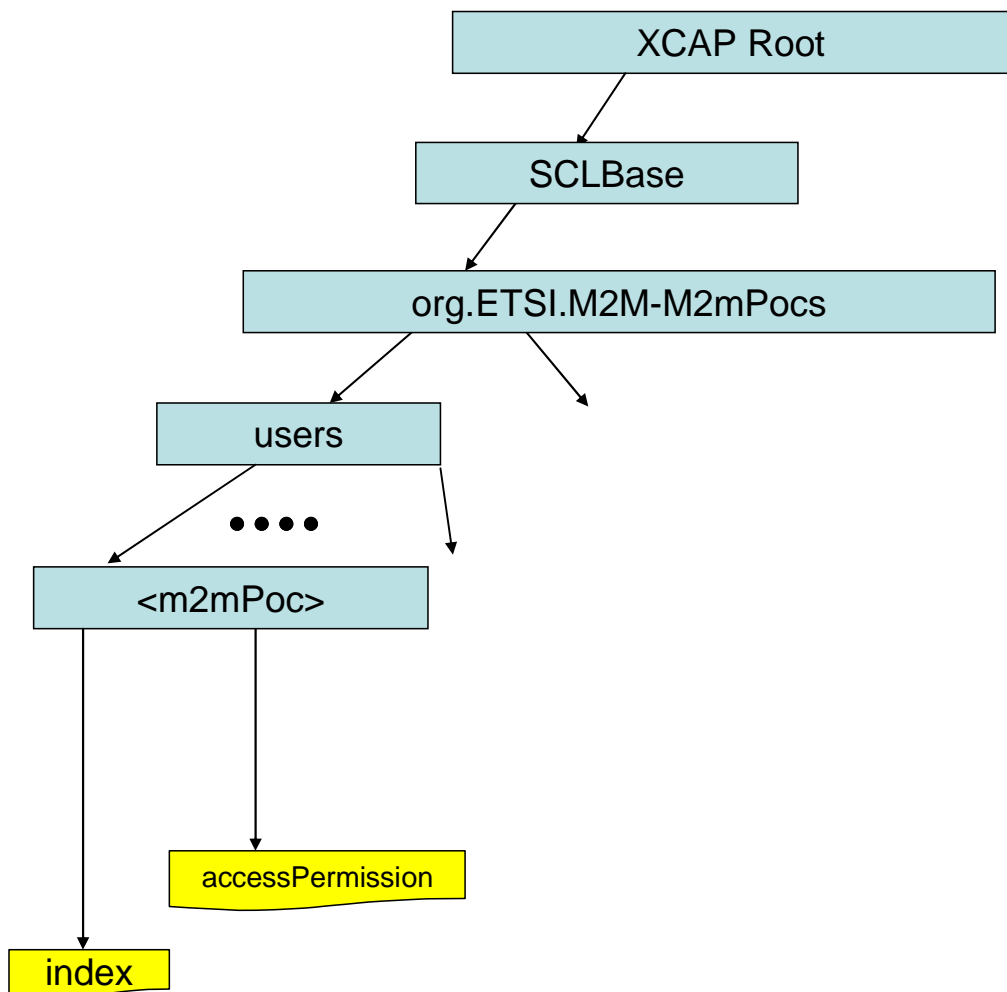 XCAP Root
SCLBase
org.ETSI.M2M-M2mPocs
users
<m2mPoc>
accessPermission
index